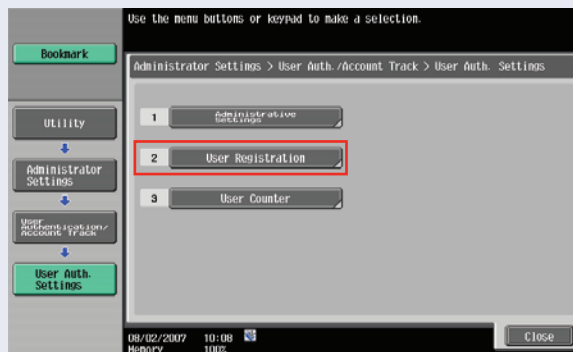 Use the menu buttons or keypad to make a selection.
Bookmark
Administrator Settings > User Auth./Account Track > User Auth. Settings
Utility
Administrator
Settings
User
Authentication/
Account Track
User Auth.
Settings
1 Administrative
Settings
2 User Registration
3 User Counter
08/02/2007 10:08
Memory 100%
Close